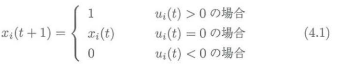 1 u_i(t) > 0 の場合
x_i(t + 1) = { x_i(t) u_i(t) = 0 の場合 (4.1)
0 u_i(t) < 0 の場合